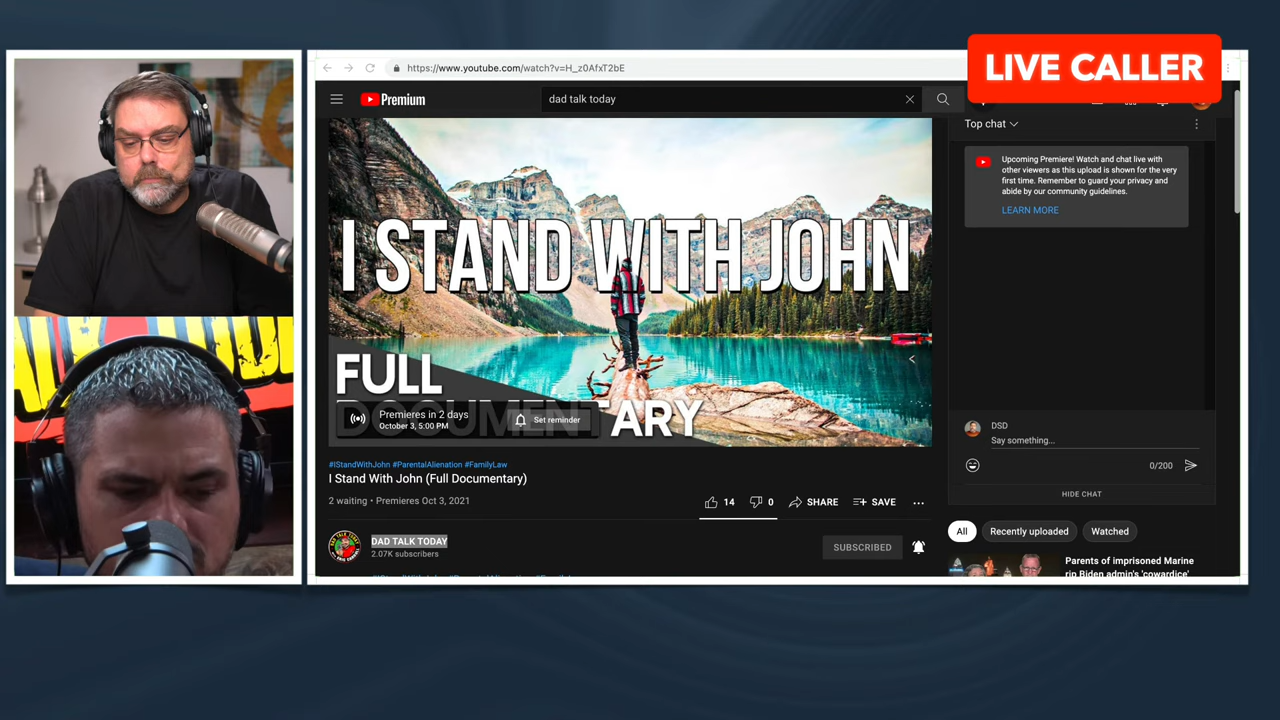 LIVE CALLER
https://www.youtube.com/watch?v=H_z0AfxT2bE
Premium
dad talk today
Top chat
Upcoming Premiere! Watch and chat live with
other viewers as this upload is shown for the very
first time. Remember to guard your privacy and
abide by our community guidelines.
LEARN MORE
I STAND WITH JOHN
FULL
DOCUMENTARY
Premieres in 2 days
October 3, 5:00 PM
Set reminder
DSD
Say something...
0/200
HIDE CHAT
#IStandWithJohn #ParentalAlienation #FamilyLaw
I Stand With John (Full Documentary)
2 waiting • Premieres Oct 3, 2021
14
0
SHARE
SAVE
DAD TALK TODAY
2.07K subscribers
SUBSCRIBED
All
Recently uploaded
Watched
Parents of imprisoned Marine
rip Biden admin's 'cowardice'